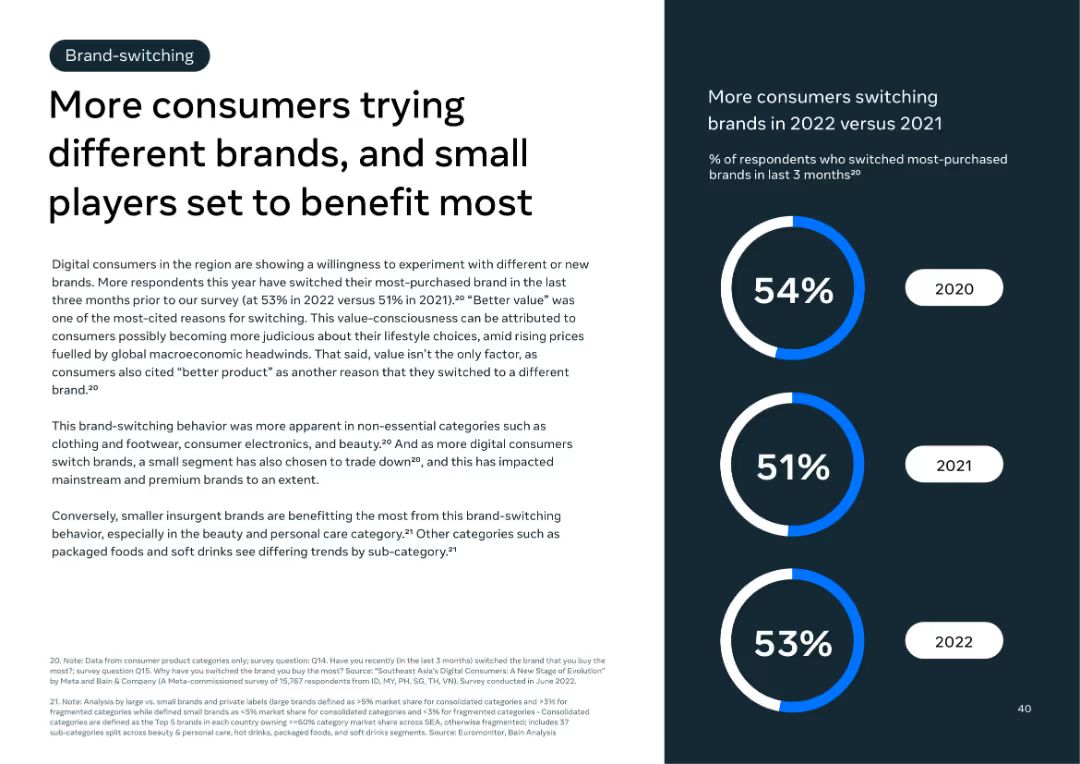 Brand-switching
More consumers trying
different brands, and small
players set to benefit most
Digital consumers in the region are showing a willingness to experiment with different or new
brands. More respondents this year have switched their most-purchased brand in the last
three months prior to our survey (at 53% in 2022 versus 51% in 2021).²⁰ “Better value” was
one of the most-cited reasons for switching. This value-consciousness can be attributed to
consumers possibly becoming more judicious about their lifestyle choices, amid rising prices
fuelled by global macroeconomic headwinds. That said, value isn’t the only factor, as
consumers also cited “better product” as another reason that they switched to a different
brand.²⁰
This brand-switching behavior was more apparent in non-essential categories such as
clothing and footwear, consumer electronics, and beauty.²⁰ And as more digital consumers
switch brands, a small segment has also chosen to trade down²⁰, and this has impacted
mainstream and premium brands to an extent.
Conversely, smaller insurgent brands are benefitting the most from this brand-switching
behavior, especially in the beauty and personal care category.²¹ Other categories such as
packaged foods and soft drinks see differing trends by sub-category.²¹
20. Note: Data from consumer product categories only; survey question: Q14. Have you recently (in the last 3 months) switched the brand that you buy the
most?; survey question Q15. Why have you switched the brand you buy the most? Source: “Southeast Asia’s Digital Consumers: A New Stage of Evolution”
by Meta and Bain & Company (A Meta-commissioned survey of 15,767 respondents from ID, MY, PH, SG, TH, VN), Survey conducted in June 2022.
21. Note: Analysis by large vs. small brands and private labels (large brands defined as >5% market share for consolidated categories and >3% for
fragmented categories while defined small brands as <5% market share for consolidated categories and <3% for fragmented categories - Consolidated
categories are defined as the Top 5 brands in each country owning >=60% category market share across SEA, otherwise fragmented; includes 37
sub-categories split across beauty & personal care, hot drinks, packaged foods, and soft drinks segments. Source: Euromonitor, Bain Analysis
More consumers switching
brands in 2022 versus 2021
% of respondents who switched most-purchased
brands in last 3 months²⁰
54%
2020
51%
2021
53%
2022
40